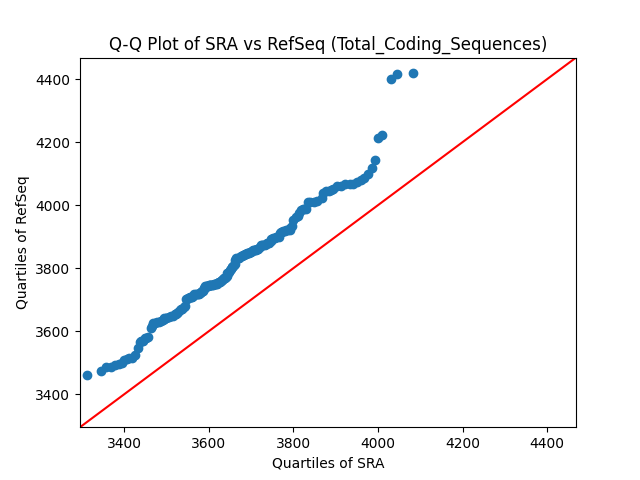 Q-Q Plot of SRA vs RefSeq (Total_Coding_Sequences)
Quartiles of RefSeq
4400
4200
4000
3800
3600
3400
3400 3600 3800 4000 4200 4400
Quartiles of SRA